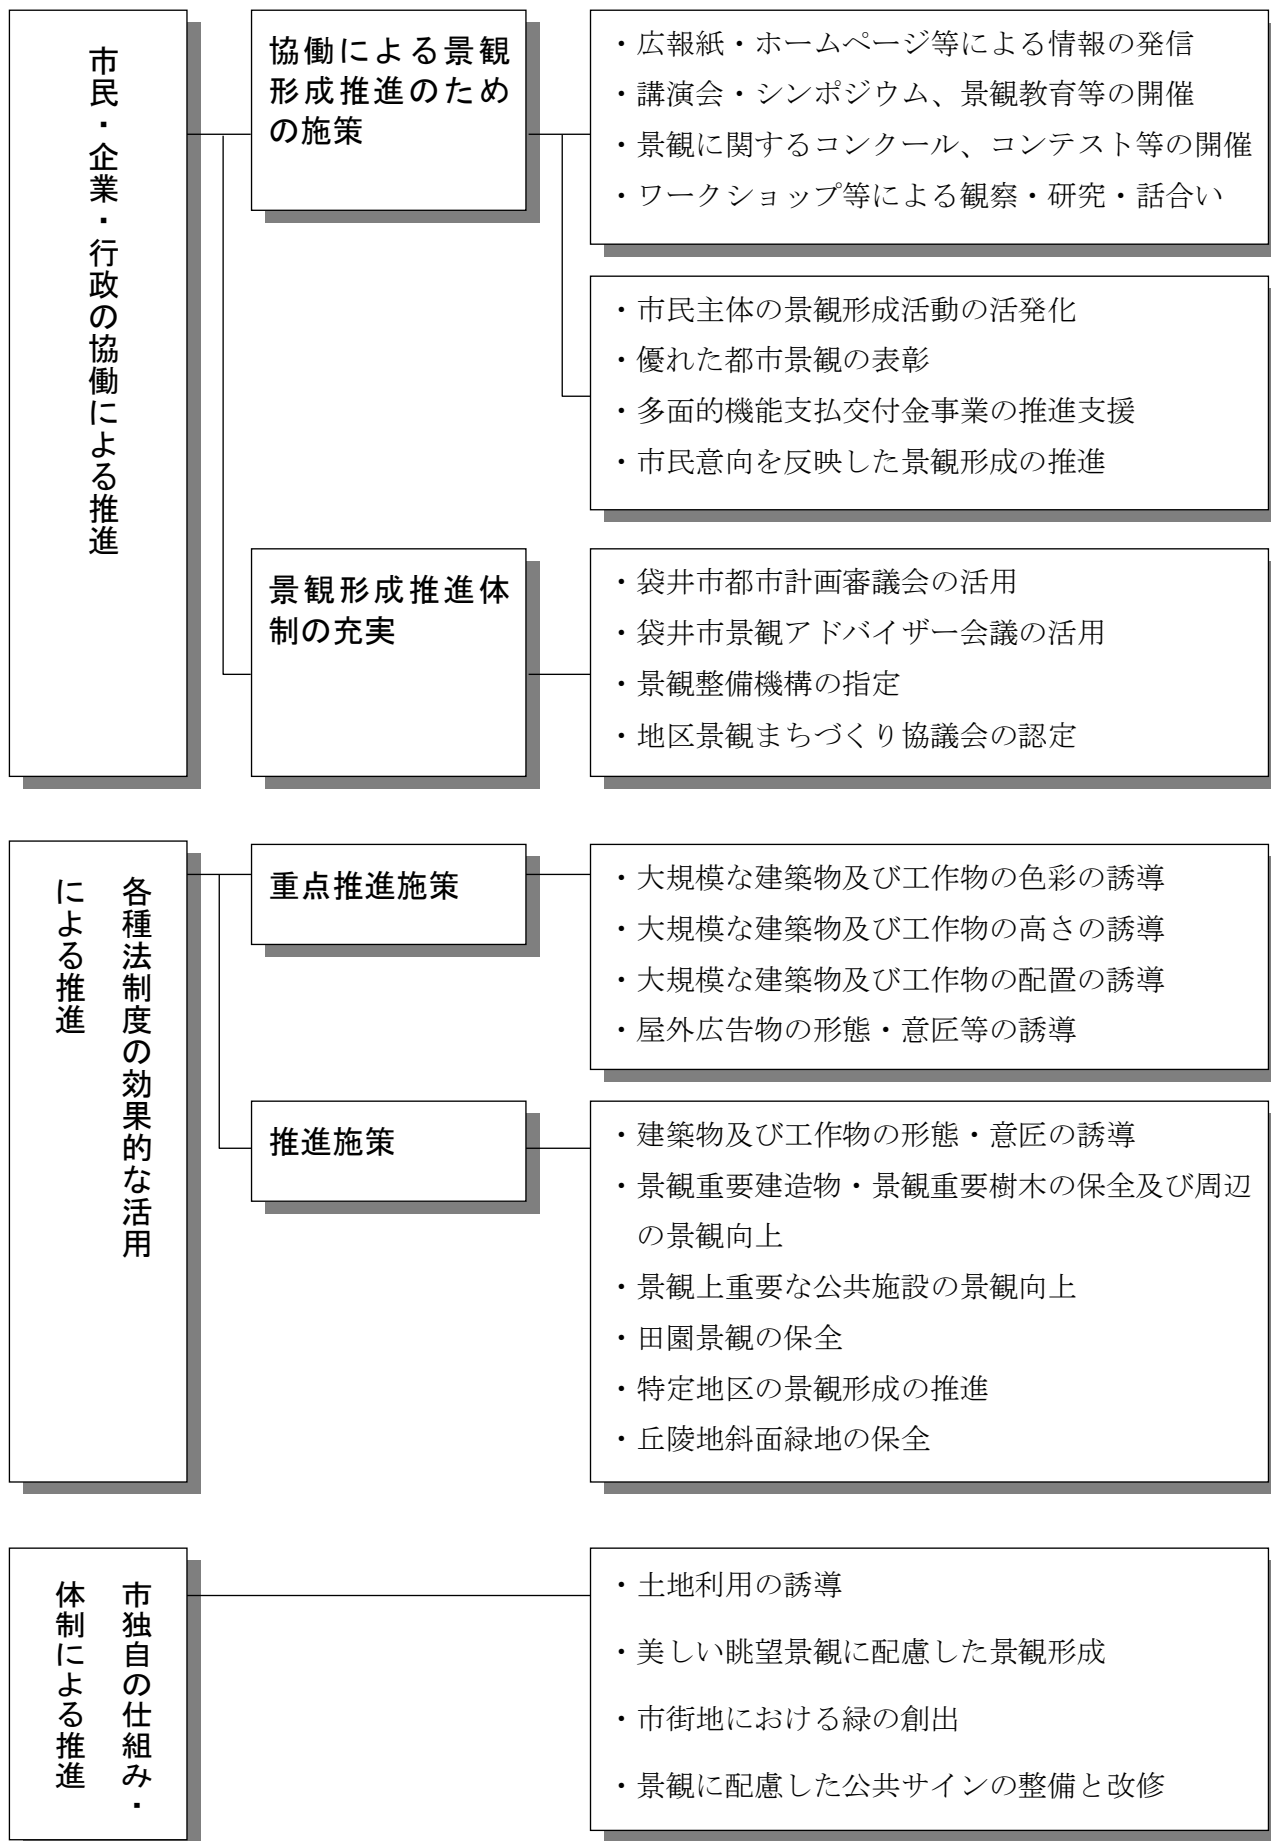 市民・企業・行政の協働による推進
協働による景観
形成推進のため
の施策
・広報紙・ホームページ等による情報の発信
・講演会・シンポジウム、景観教育等の開催
・景観に関するコンクール、コンテスト等の開催
・ワークショップ等による観察・研究・話合い
・市民主体の景観形成活動の活発化
・優れた都市景観の表彰
・多面的機能支払交付金事業の推進支援
・市民意向を反映した景観形成の推進
景観形成推進体
制の充実
・袋井市都市計画審議会の活用
・袋井市景観アドバイザー会議の活用
・景観整備機構の指定
・地区景観まちづくり協議会の認定
各種法制度の効果的な活用
による推進
重点推進施策
・大規模な建築物及び工作物の色彩の誘導
・大規模な建築物及び工作物の高さの誘導
・大規模な建築物及び工作物の配置の誘導
・屋外広告物の形態・意匠等の誘導
推進施策
・建築物及び工作物の形態・意匠の誘導
・景観重要建造物・景観重要樹木の保全及び周辺
の景観向上
・景観上重要な公共施設の景観向上
・田園景観の保全
・特定地区の景観形成の推進
・丘陵地斜面緑地の保全
市独自の仕組み・
体制による推進
・土地利用の誘導
・美しい眺望景観に配慮した景観形成
・市街地における緑の創出
・景観に配慮した公共サインの整備と改修